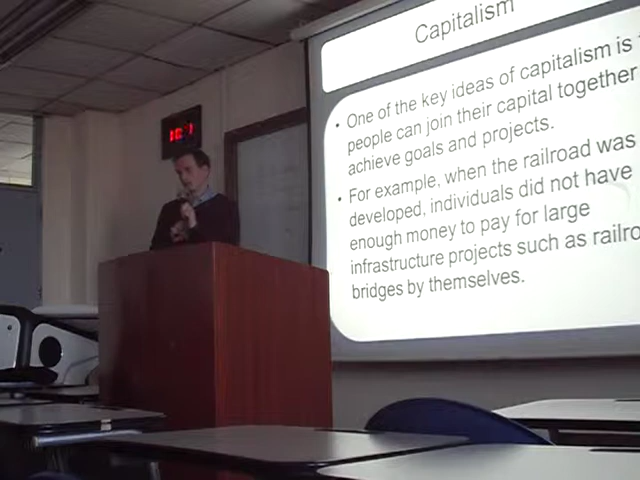 Capitalism
• One of the key ideas of capitalism is
people can join their capital together
achieve goals and projects.
• For example, when the railroad was
developed, individuals did not have
enough money to pay for large
infrastructure projects such as railro
bridges by themselves.